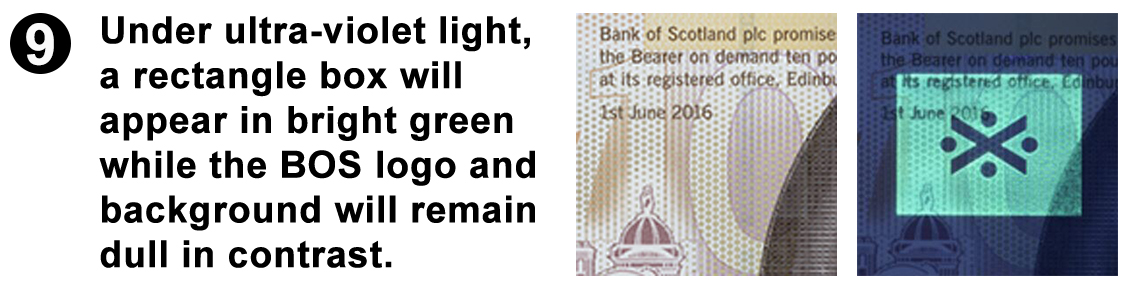 9
Under ultra-violet light,
a rectangle box will
appear in bright green
while the BOS logo and
background will remain
dull in contrast.
Bank of Scotland plc promises
the Bearer on demand ten
at its registered office,
1st June 2016
Bank of Scotland plc promises
the Bearer on demand ten
at its registered office,
1st June 2016